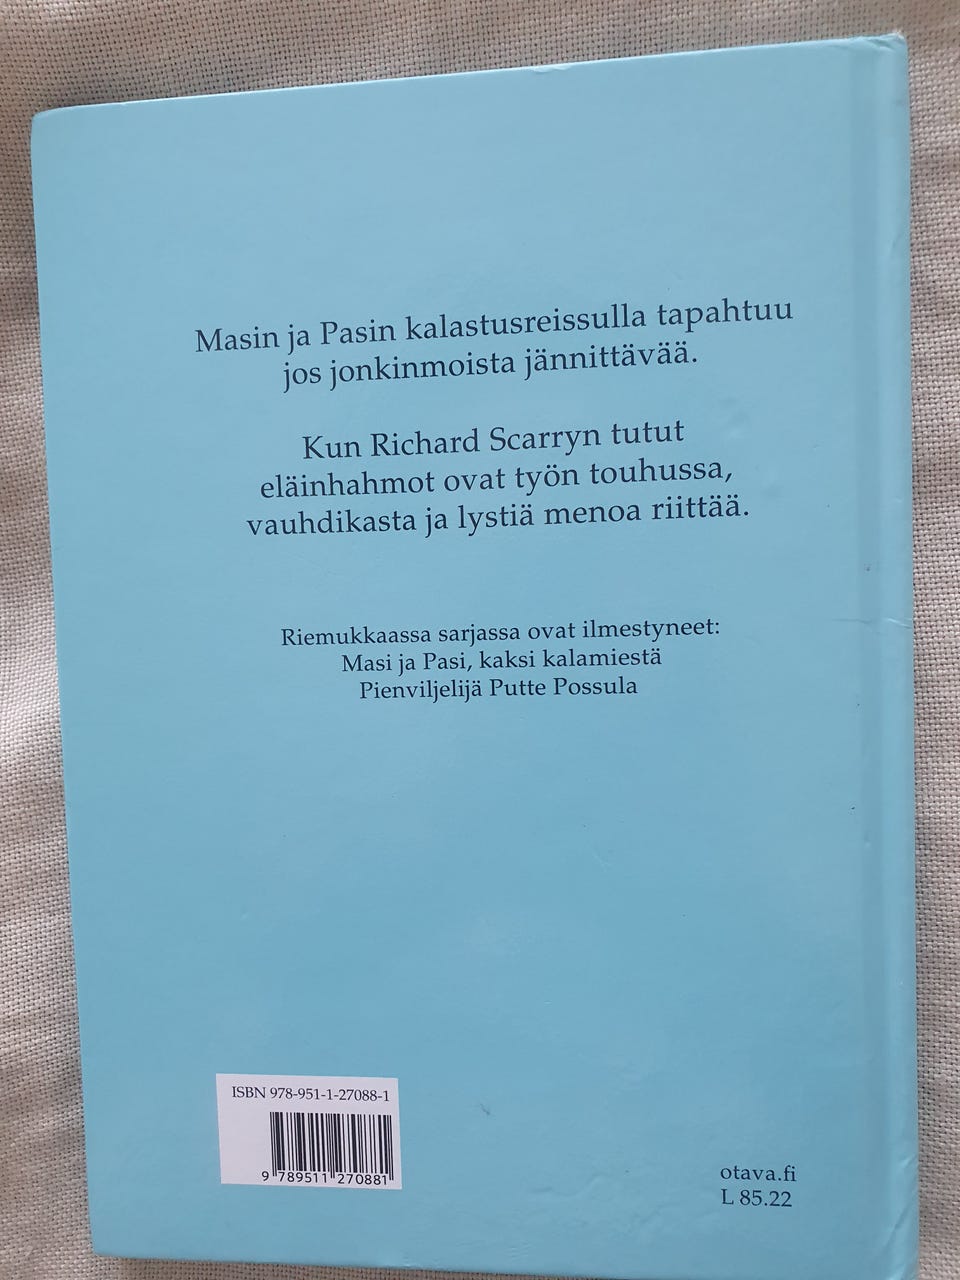 Masin ja Pasin kalastusreissulla tapahtuu
jos jonkinmoista jännittävää.
Kun Richard Scarryn tutut
eläinhahmot ovat työn touhussa,
vauhdikasta ja lystiä menoa riittää.
Riemukkaassa sarjassa ovat ilmestyneet:
Masi ja Pasi, kaksi kalamiestä
Pienviljelijä Putte Possula
ISBN 978-951-1-27088-1
9 789511 270881
otava.fi
L 85.22